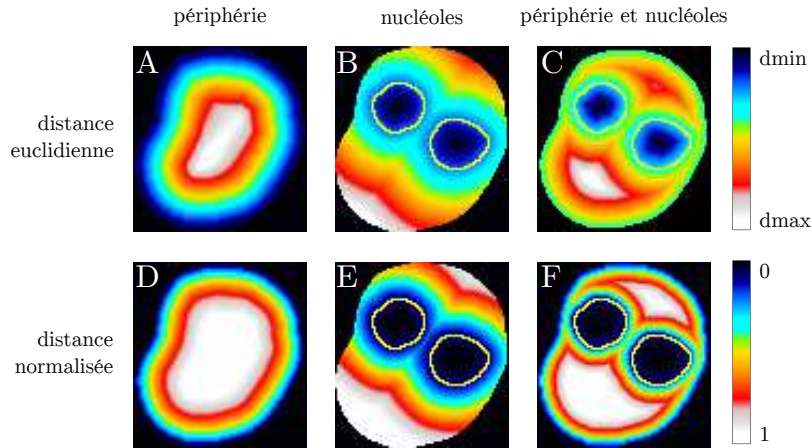 périphérie
nucléoles
périphérie et nucléoles
A
B
C
dmin
distance
euclidienne
dmax
D
E
F
0
distance
normalisée
1